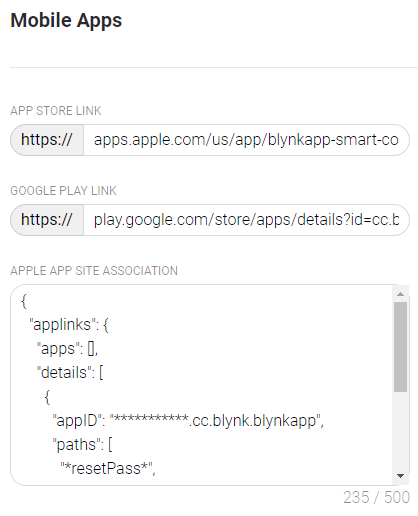 Mobile Apps
APP STORE LINK
https:// apps.apple.com/us/app/blynkapp-smart-co
GOOGLE PLAY LINK
https:// play.google.com/store/apps/details?id=cc.b
APPLE APP SITE ASSOCIATION
{
"applinks": {
"apps": [],
"details": [
{
"appID": "***********.cc.blynk.blynkapp",
"paths": [
"*resetPass*",
235 / 500